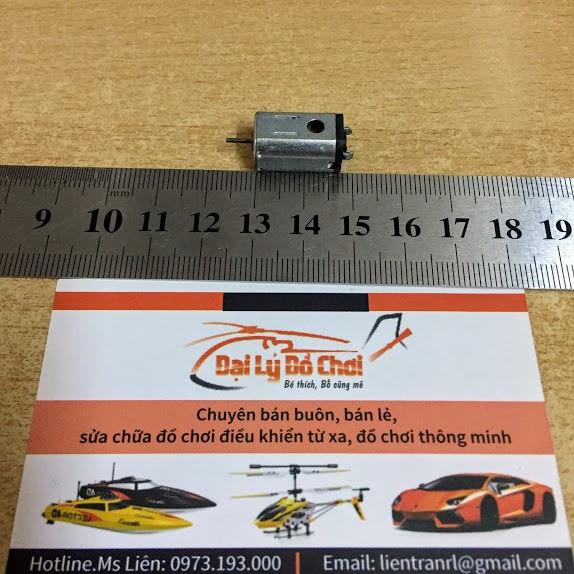 mm
9 10 11 12 13 14 15 16 17 18 19
Đại Lý Đồ Chơi
Bé thích, Bố cũng mê
Chuyên bán buôn, bán lẻ,
sửa chữa đồ chơi điều khiển từ xa, đồ chơi thông minh
Hotline.Ms Liên: 0973.193.000 | Email: lientranrl@gmail.com